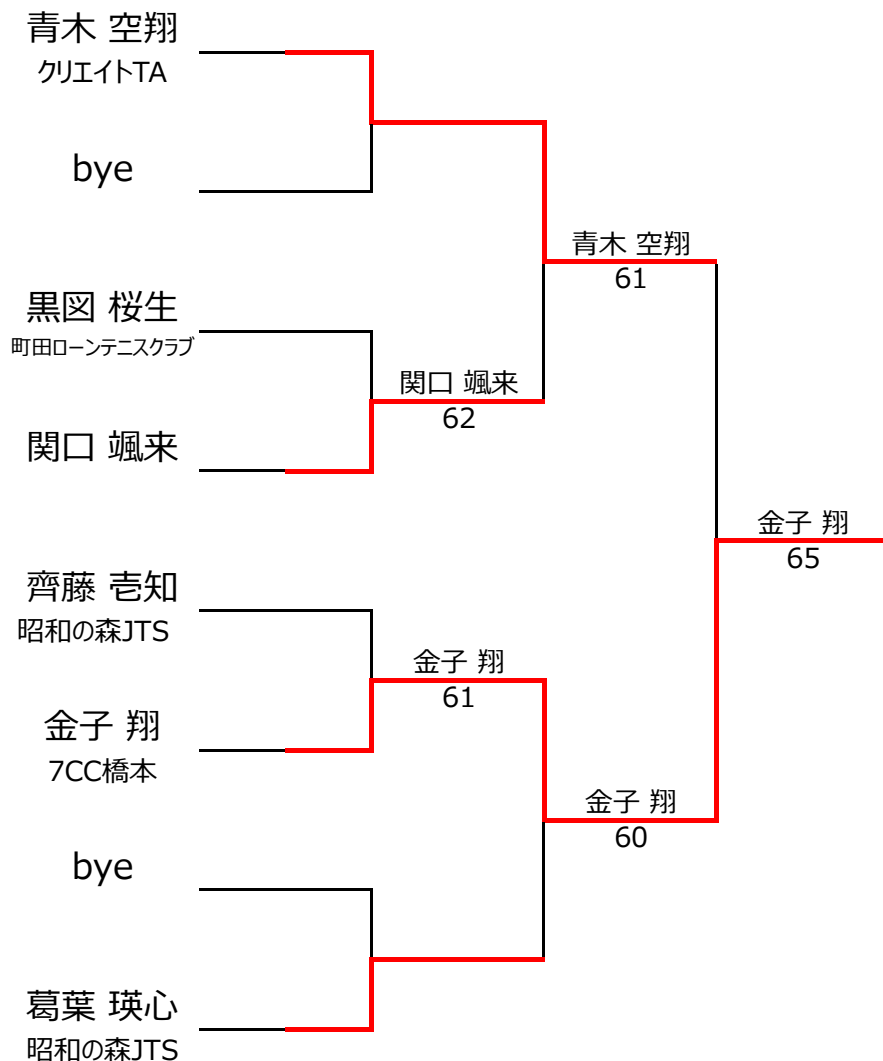 青木 空翔
クリエイトTA
bye
青木 空翔
61
黒図 桜生
町田ローンテニスクラブ
関口 颯来
62
関口 颯来
金子 翔
65
齊藤 壱知
昭和の森JTS
金子 翔
61
金子 翔
7CC橋本
金子 翔
60
bye
葛葉 瑛心
昭和の森JTS